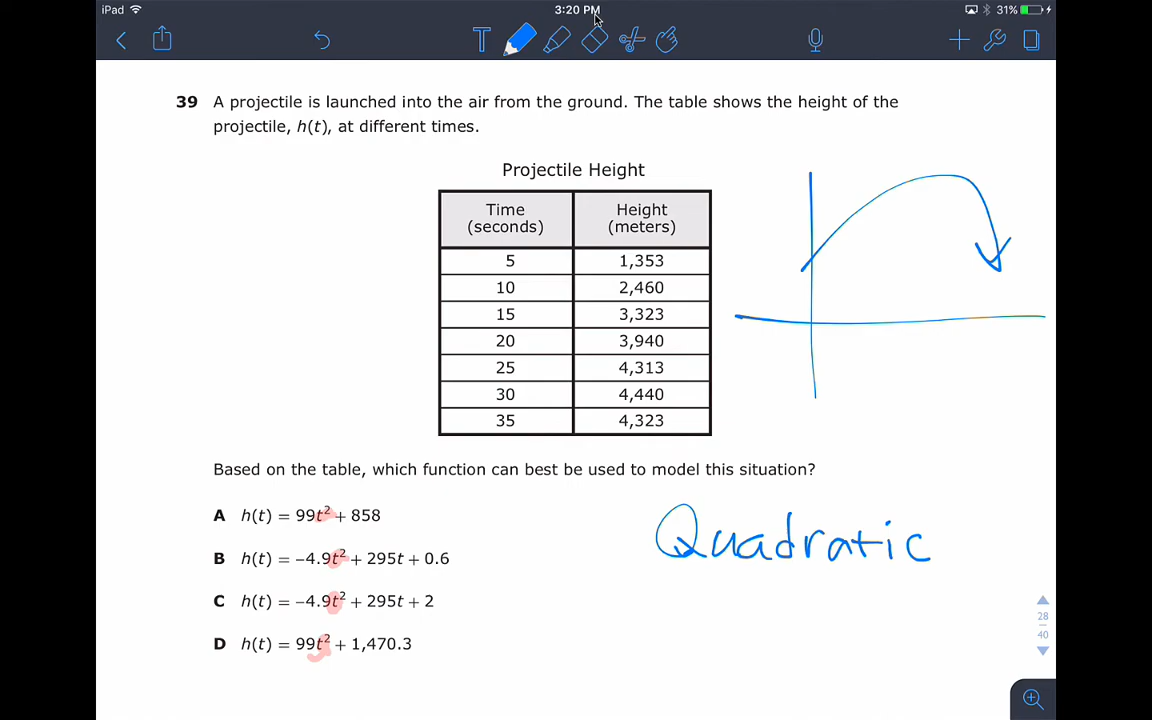 iPad 3:20 PM 31%
T
39 A projectile is launched into the air from the ground. The table shows the height of the
projectile, h(t), at different times.
Projectile Height
Time (seconds) Height (meters)
5 1,353
10 2,460
15 3,323
20 3,940
25 4,313
30 4,440
35 4,323
Based on the table, which function can best be used to model this situation?
A h(t) = 99t² + 858
B h(t) = –4.9t² + 295t + 0.6
C h(t) = –4.9t² + 295t + 2
D h(t) = 99t² + 1,470.3
Quadratic
28
40